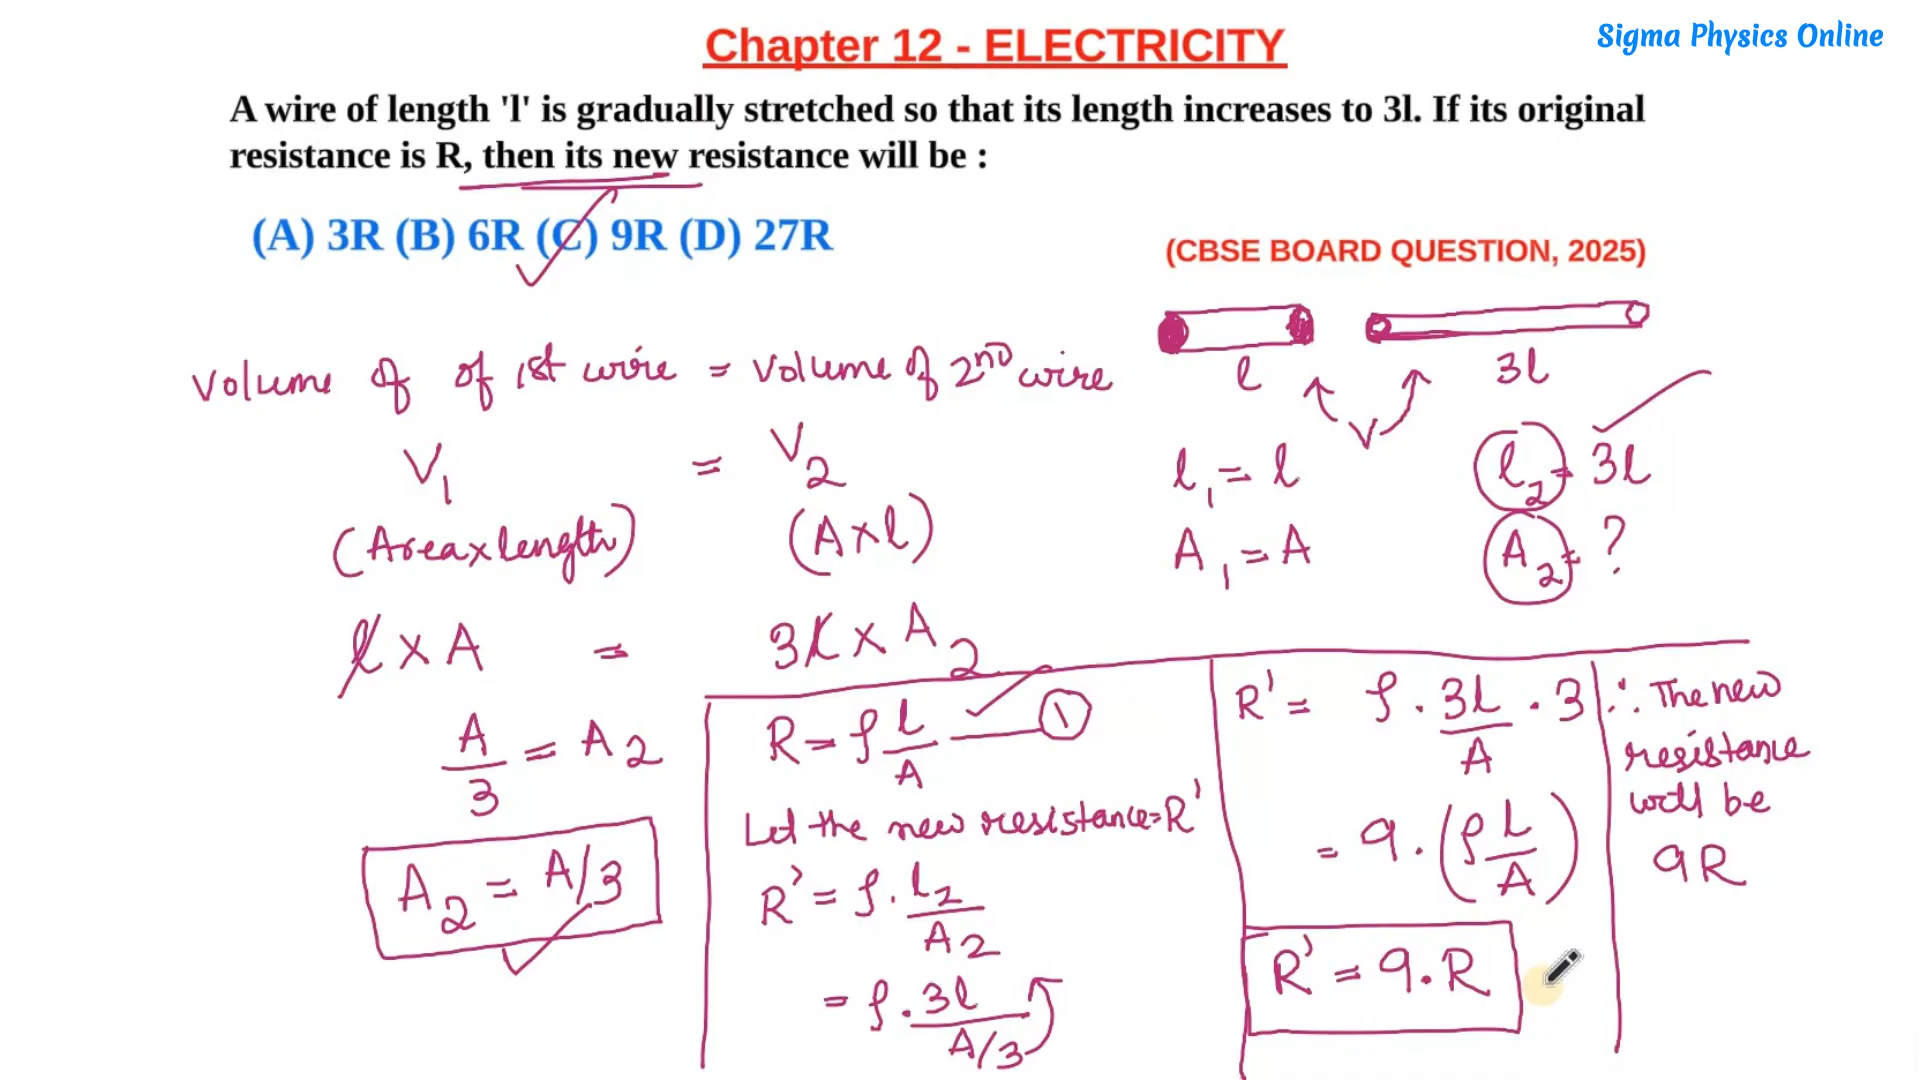 Chapter 12 - ELECTRICITY
Sigma Physics Online
A wire of length 'l' is gradually stretched so that its length increases to 3l. If its original
resistance is R, then its new resistance will be :
(A) 3R (B) 6R (C) 9R (D) 27R
(CBSE BOARD QUESTION, 2025)
l
3l
V
Volume of of 1st wire = Volume of 2nd wire
V₁ = V₂
(Area×length) (A×l)
l × A = 3l × A₂
A/3 = A₂
A₂ = A/3
l₁ = l
l₂ = 3l
A₁ = A
A₂ = ?
R = ρ l/A ①
Let the new resistance = R'
R' = ρ . l₂/A₂
= ρ . 3l/A/3
R' = ρ . 3l/A . 3
= 9 . (ρ l/A)
R' = 9 . R
∴ The new
resistance
will be
9R